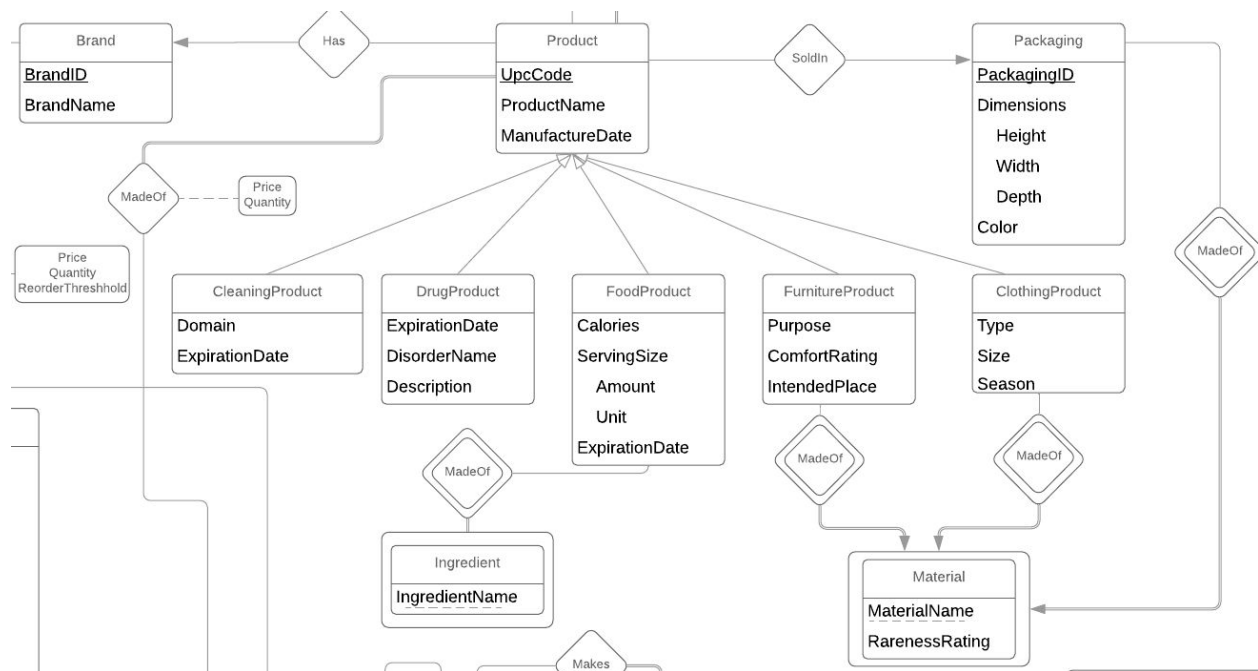 Brand
BrandID
BrandName
Has
Product
UpcCode
ProductName
ManufactureDate
SoldIn
Packaging
PackagingID
Dimensions
Height
Width
Depth
Color
MadeOf
Price
Quantity
MadeOf
Price
Quantity
ReorderThreshhold
CleaningProduct
Domain
ExpirationDate
DrugProduct
ExpirationDate
DisorderName
Description
FoodProduct
Calories
ServingSize
Amount
Unit
ExpirationDate
FurnitureProduct
Purpose
ComfortRating
IntendedPlace
ClothingProduct
Type
Size
Season
MadeOf
MadeOf
MadeOf
Ingredient
IngredientName
Material
MaterialName
RarenessRating
Makes